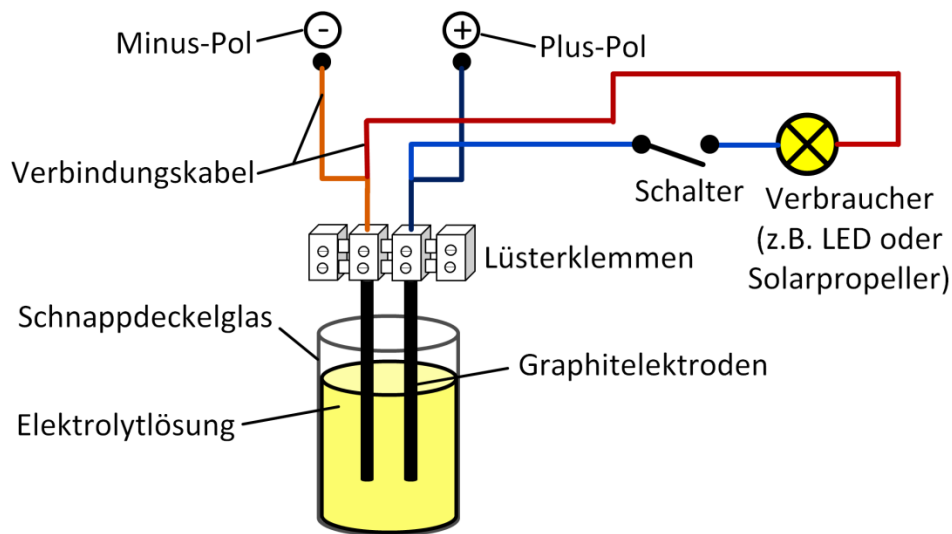 Minus-Pol
-
+
Plus-Pol
Verbindungskabel
Schalter
Verbraucher
(z.B. LED oder
Solarpropeller)
Lüsterklemmen
Schnappdeckelglas
Graphitelektroden
Elektrolytlösung